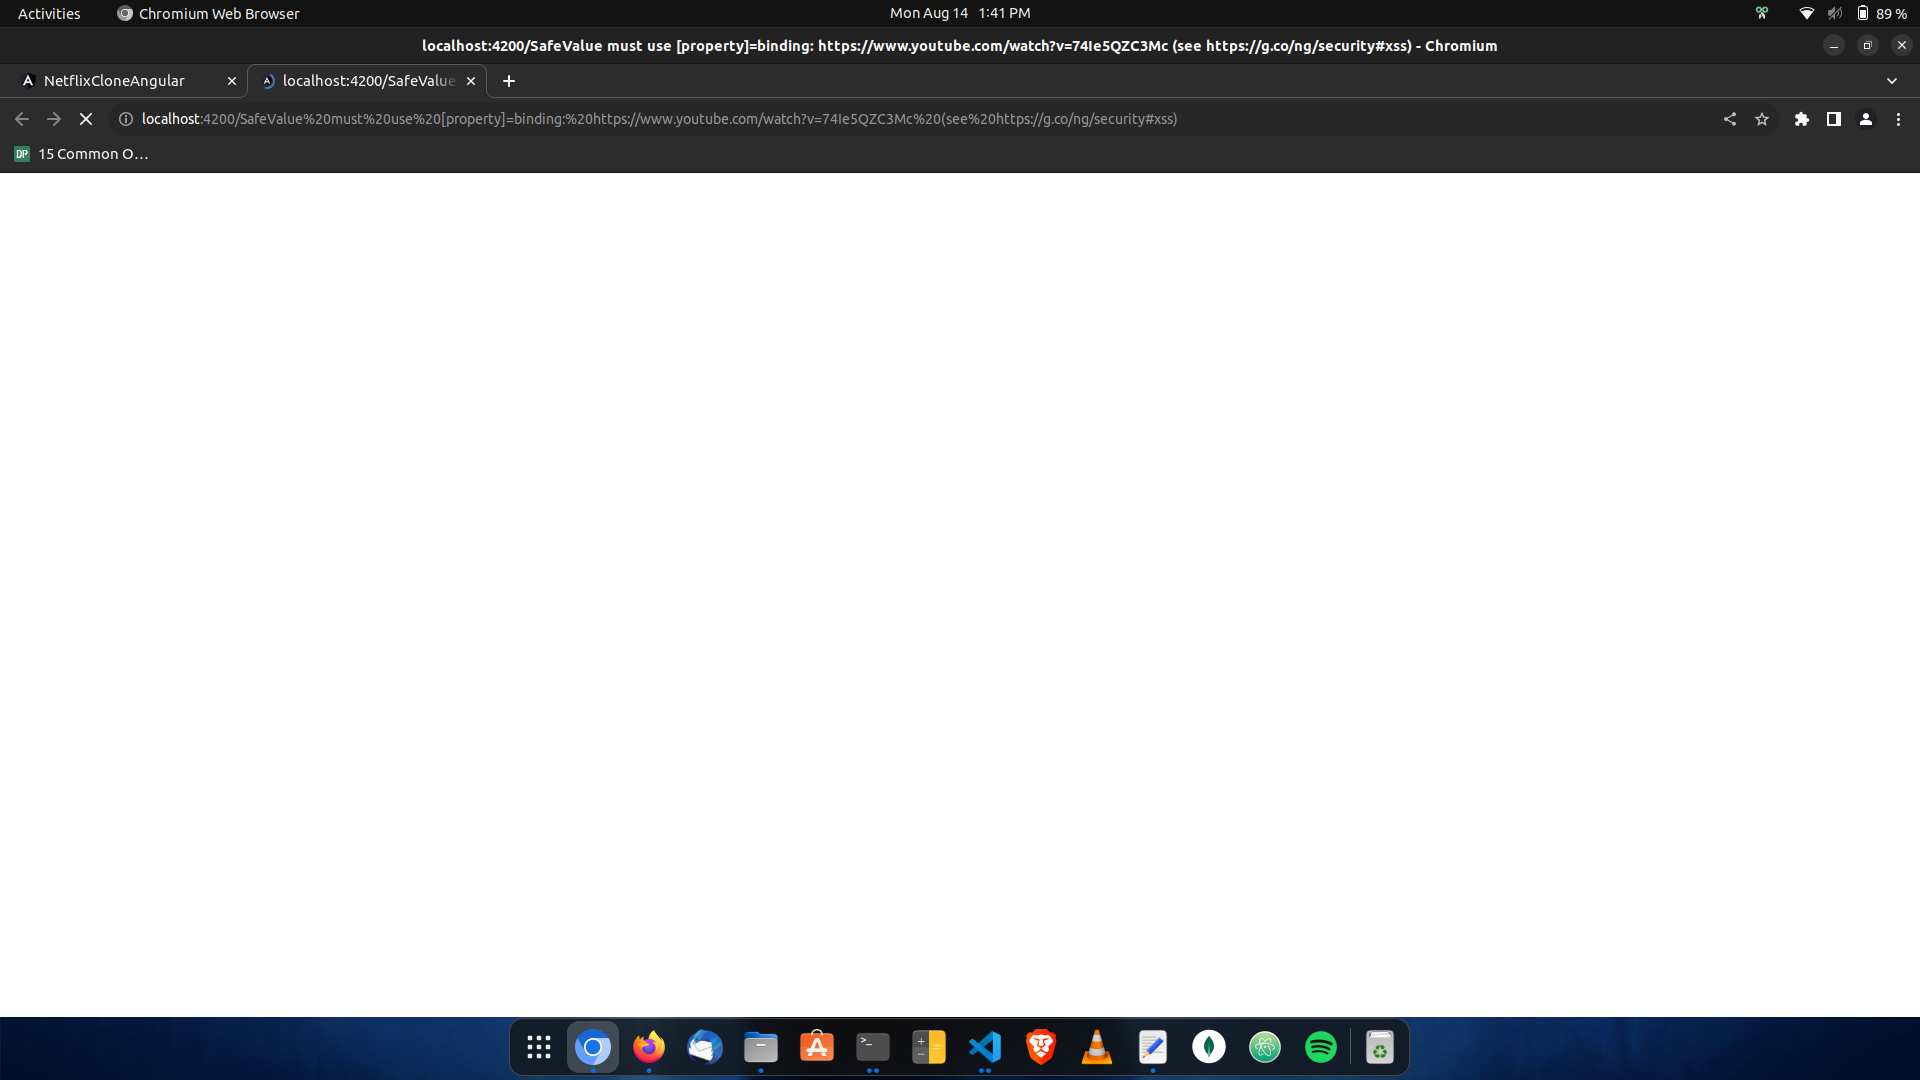 Activities Chromium Web Browser Mon Aug 14 1:41 PM 89 %
localhost:4200/SafeValue must use [property]=binding: https://www.youtube.com/watch?v=74Ie5QZC3Mc (see https://g.co/ng/security#xss) - Chromium
NetflixCloneAngular localhost:4200/SafeValue
localhost:4200/SafeValue%20must%20use%20[property]=binding:%20https://www.youtube.com/watch?v=74Ie5QZC3Mc%20(see%20https://g.co/ng/security#xss)
DP 15 Common O…